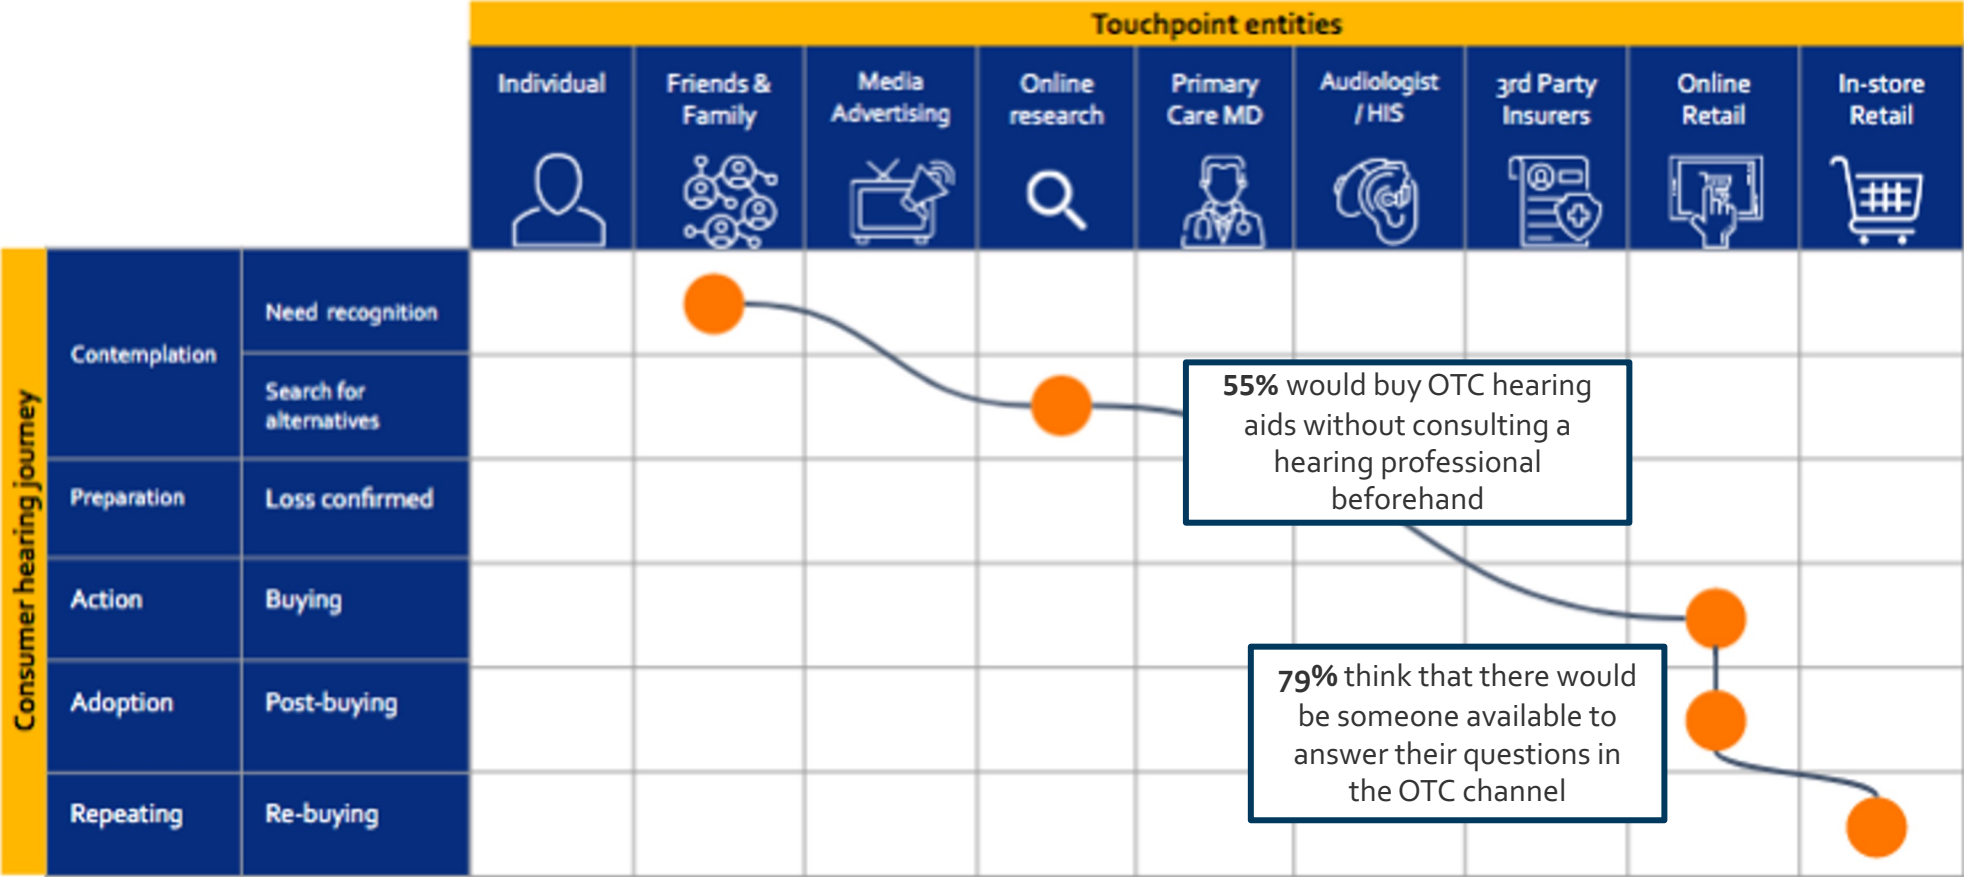 Touchpoint entities
Individual
Friends &
Family
Media
Advertising
Online
research
Primary
Care MD
Audiologist
/ HIS
3rd Party
Insurers
Online
Retail
In-store
Retail
Consumer hearing journey
Contemplation
Need recognition
Search for
alternatives
Preparation
Loss confirmed
Action
Buying
Adoption
Post-buying
Repeating
Re-buying
55% would buy OTC hearing
aids without consulting a
hearing professional
beforehand
79% think that there would
be someone available to
answer their questions in
the OTC channel